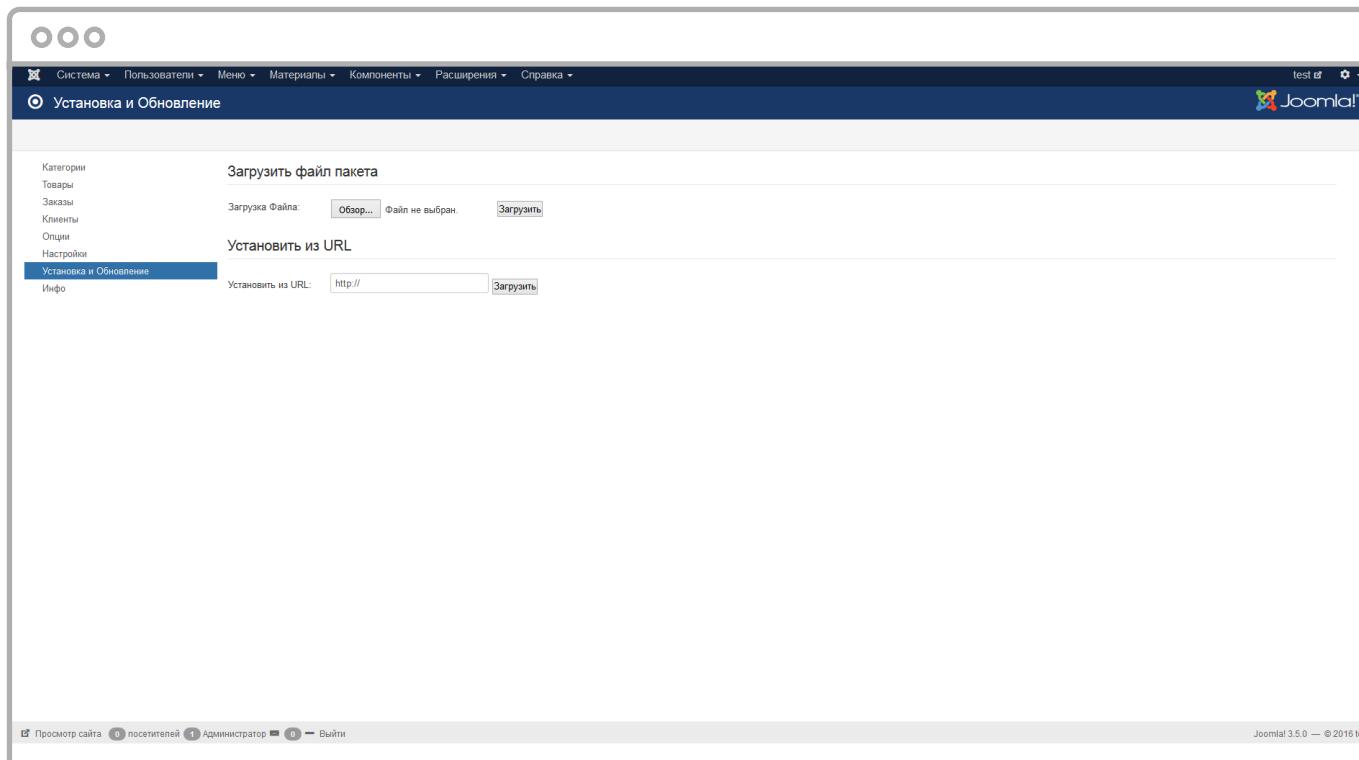 Система Пользователи Меню Материалы Компоненты Расширения Справка test
Установка и Обновление Joomla!
Категории
Товары
Заказы
Клиенты
Опции
Настройки
Установка и Обновление
Инфо
Загрузить файл пакета
Загрузка Файла: Обзор... Файл не выбран. Загрузить
Установить из URL
Установить из URL: http:// Загрузить
Просмотр сайта 0 посетителей 1 Администратор 0 Выйти Joomla! 3.5.0 — © 2016